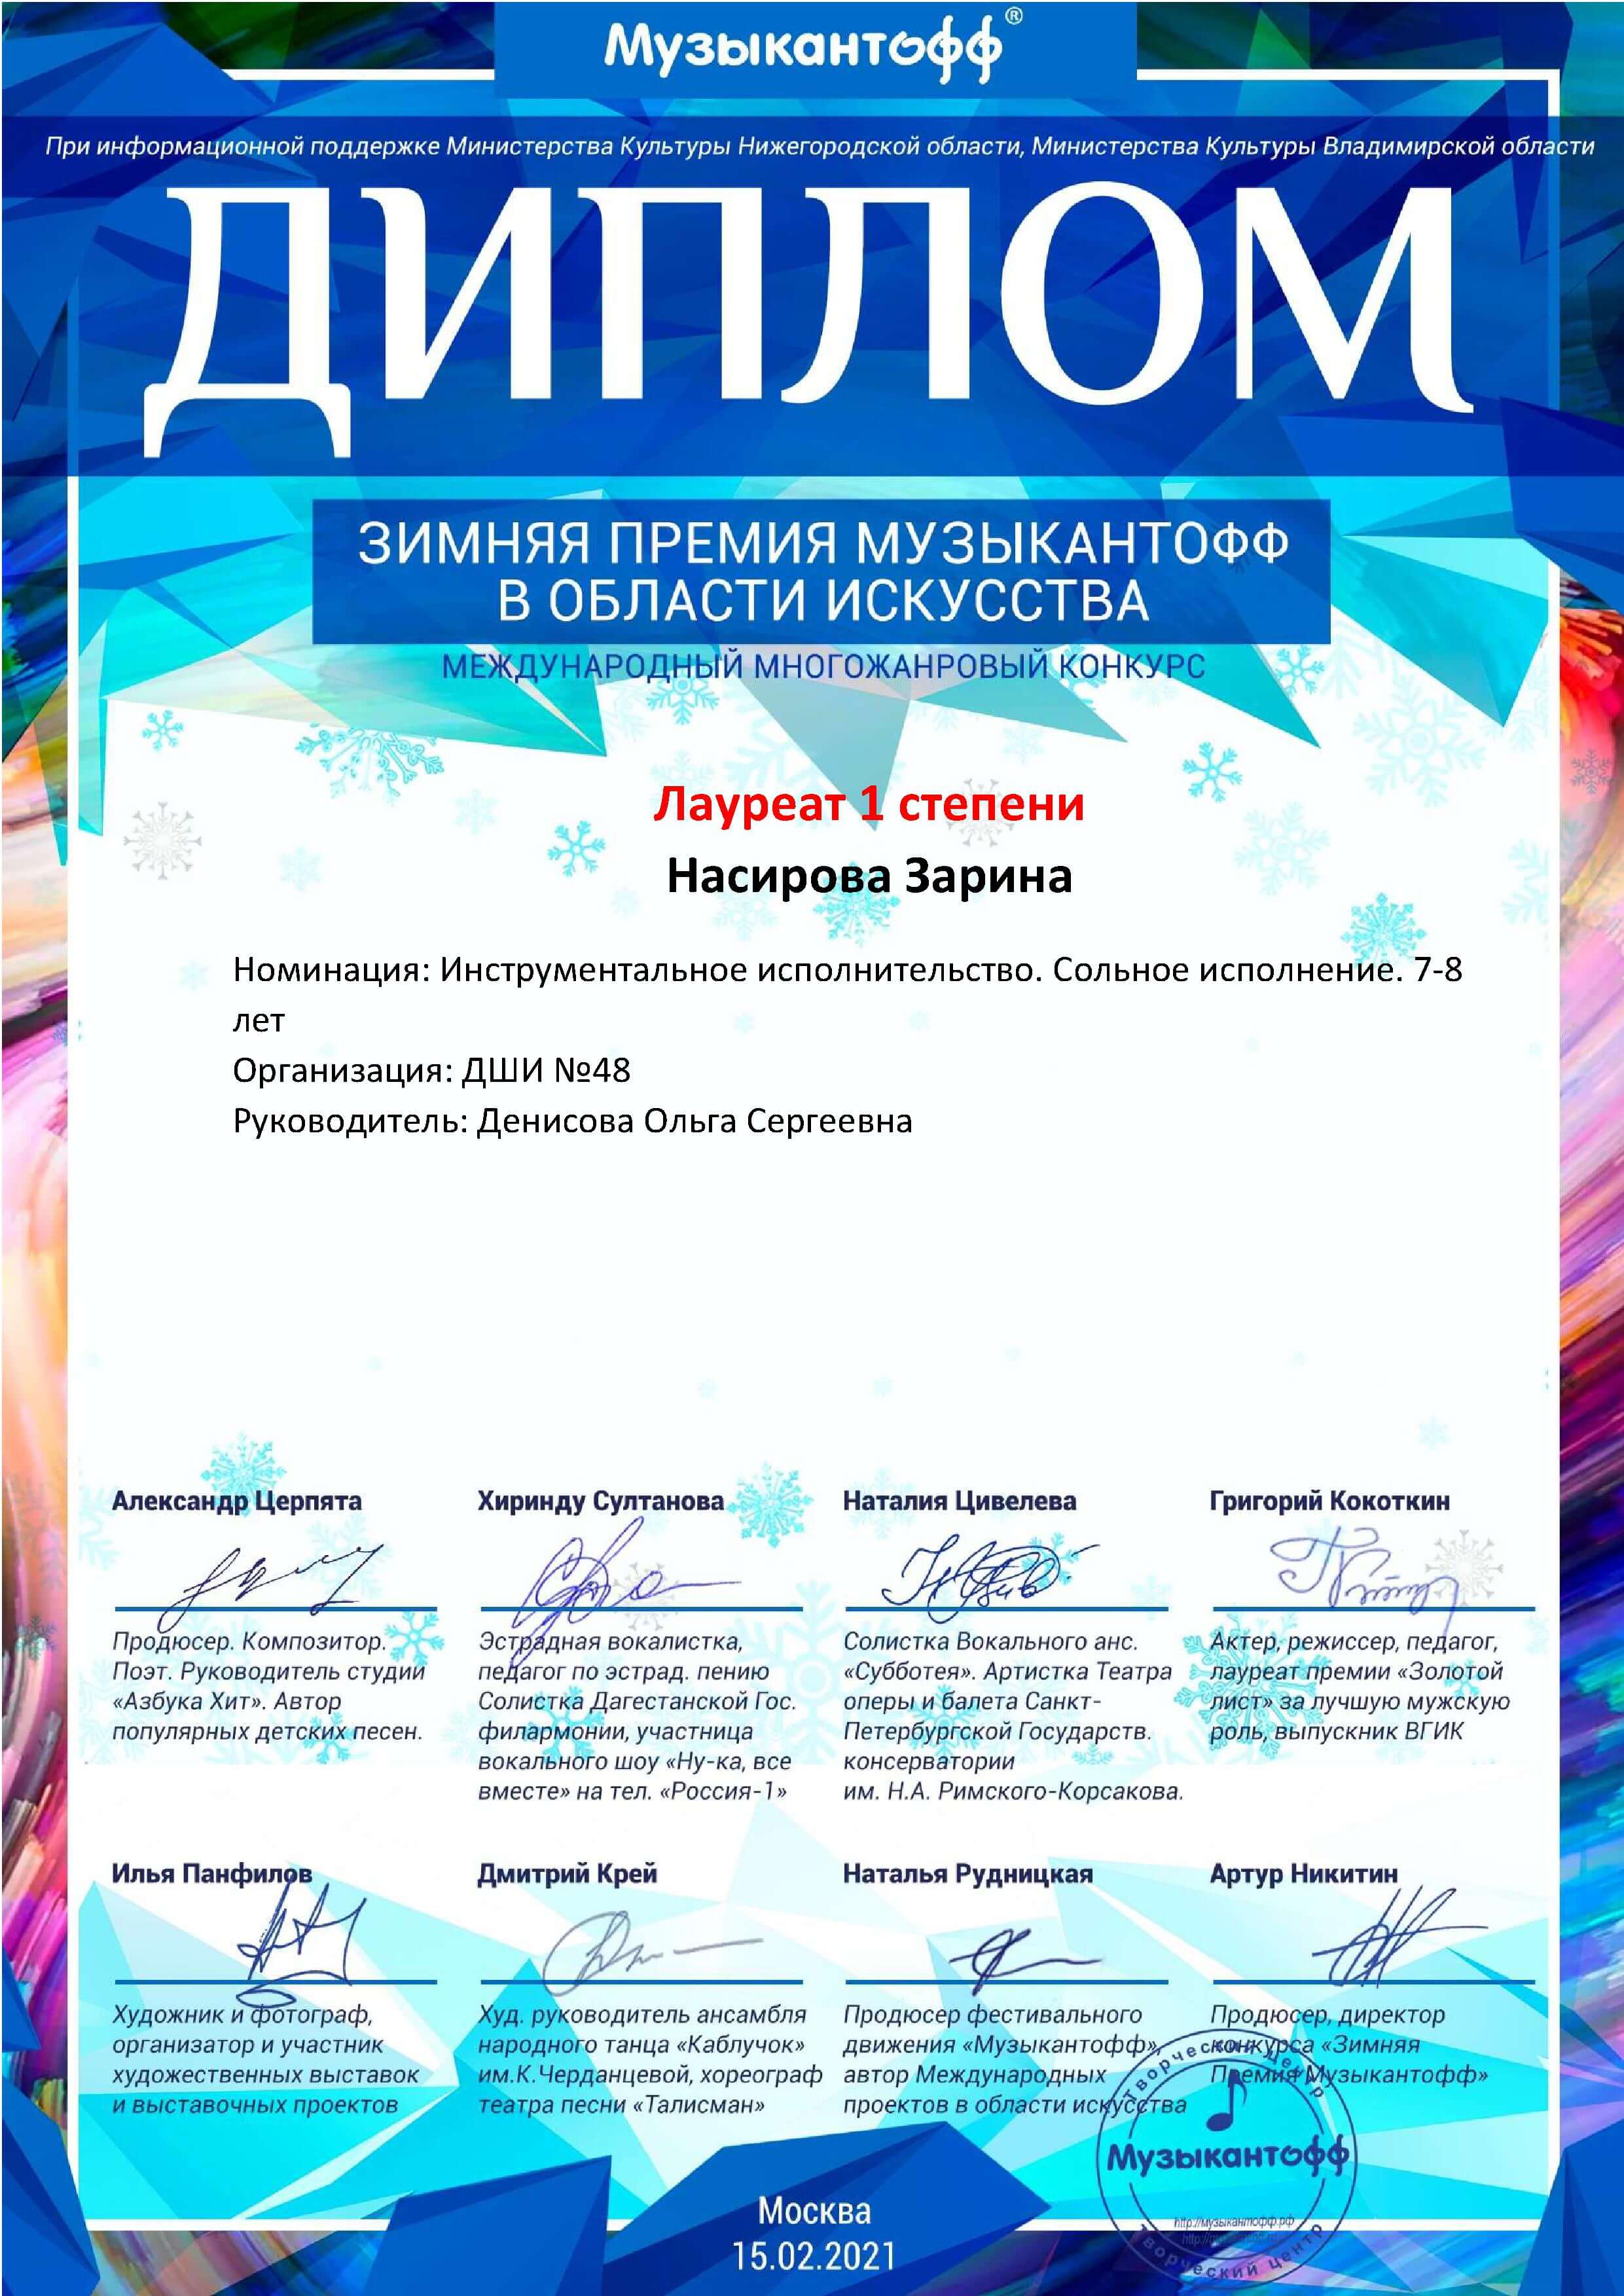 Музыкантофф®
При информационной поддержке Министерства Культуры Нижегородской области, Министерства Культуры Владимирской области
ДИПЛОМ
ЗИМНЯЯ ПРЕМИЯ МУЗЫКАНТОФФ
В ОБЛАСТИ ИСКУССТВА
МЕЖДУНАРОДНЫЙ МНОГОЖАНРОВЫЙ КОНКУРС
Лауреат 1 степени
Насирова Зарина
Номинация: Инструментальное исполнительство. Сольное исполнение. 7-8
лет
Организация: ДШИ №48
Руководитель: Денисова Ольга Сергеевна
Александр Церпята
Продюсер. Композитор.
Поэт. Руководитель студии
«Азбука Хит». Автор
популярных детских песен.
Хиринду Султанова
Эстрадная вокалистка,
педагог по эстрад. пению
Солистка Дагестанской Гос.
филармонии, участница
вокального шоу «Ну-ка, все
вместе» на тел. «Россия-1»
Наталия Цивелева
Солистка Вокального анс.
«Субботея». Артистка Театра
оперы и балета Санкт-
Петербургской Государств.
консерватории
им. Н.А. Римского-Корсакова.
Григорий Кокоткин
Актер, режиссер, педагог,
лауреат премии «Золотой
лист» за лучшую мужскую
роль, выпускник ВГИК
Илья Панфилов
Художник и фотограф,
организатор и участник
художественных выставок
и выставочных проектов
Дмитрий Крей
Худ. руководитель ансамбля
народного танца «Каблучок»
им.К.Черданцевой, хореограф
театра песни «Талисман»
Наталья Рудницкая
Продюсер фестивального
движения «Музыкантофф»,
автор Международных
проектов в области искусства
Артур Никитин
Продюсер, директор
конкурса «Зимняя
Премия Музыкантофф»
Творческий центр
Музыкантофф
http://музыкантофф.рф
Творческий центр
Москва
15.02.2021